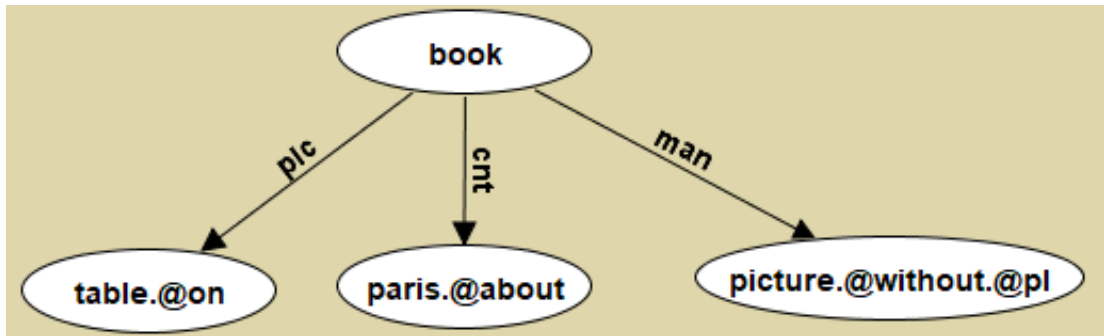 book
plc
cnt
man
table.@on
paris.@about
picture.@without.@pl